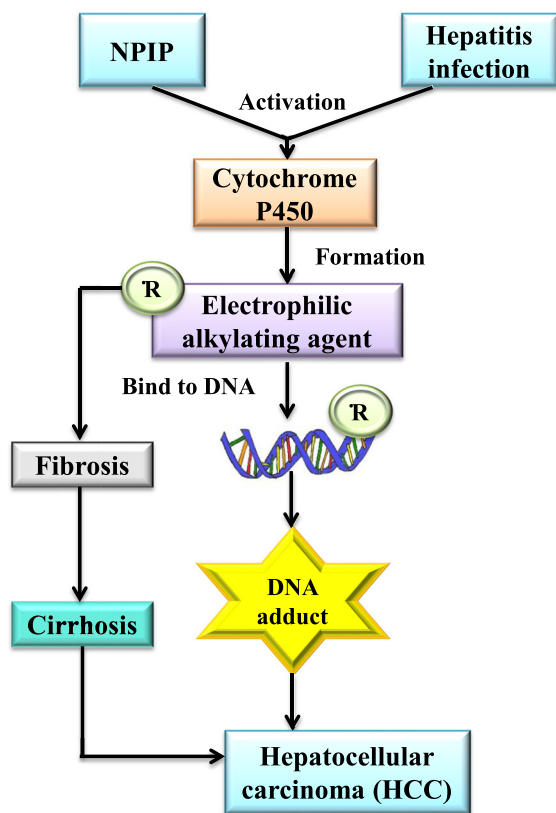 NPIP
Hepatitis
infection
Activation
Cytochrome
P450
Formation
·R
Electrophilic
alkylating agent
Bind to DNA
·R
Fibrosis
DNA
adduct
Cirrhosis
Hepatocellular
carcinoma (HCC)